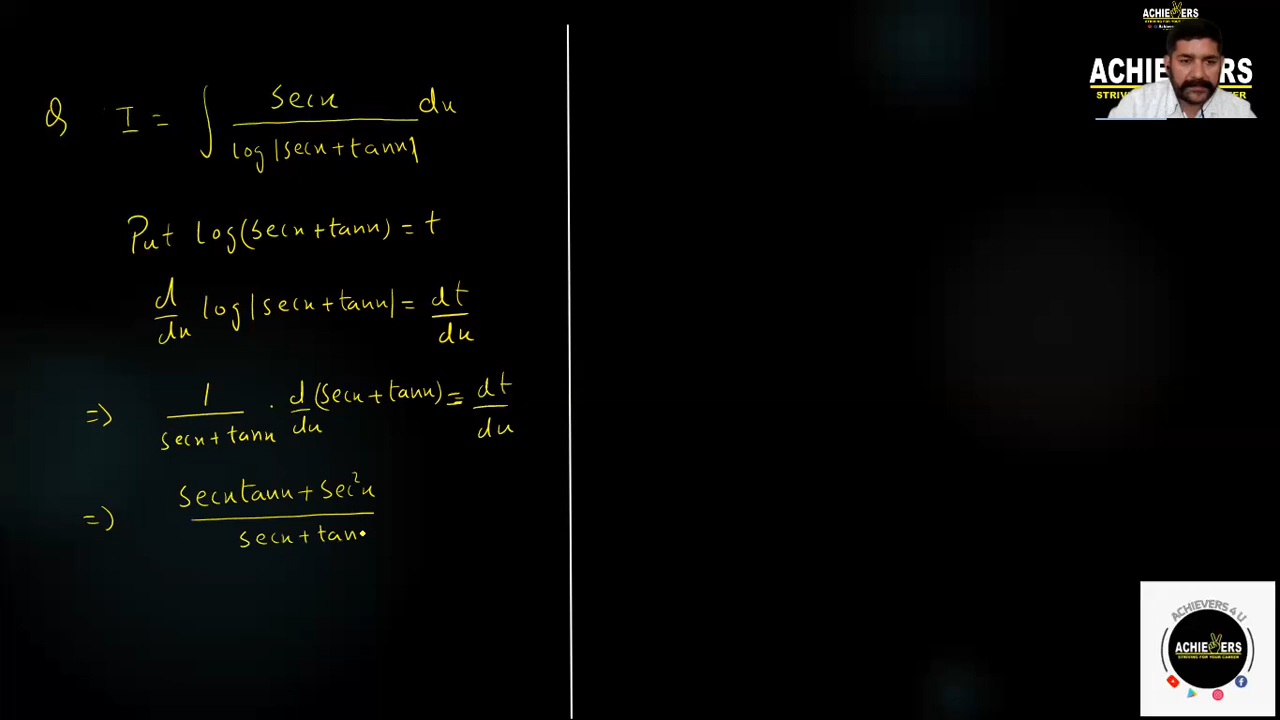 Q I = ∫ secx / log|secx + tanx| dx
Put log(secx + tanx) = t
d/dx log|secx + tanx| = dt/dx
=> 1/(secx + tanx) . d/dx (secx + tanx) = dt/dx
=> (secx tanx + sec²x)/(secx + tan
ACHIEVERS
ACHIEVERS
ACHIEVERS 4 U
ACHIEVERS
STRIVING FOR YOUR CAREER